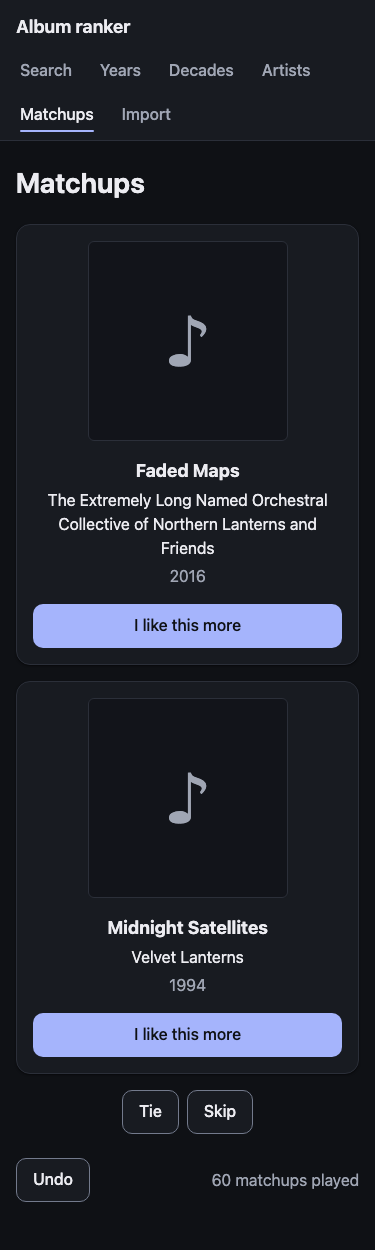 Album ranker
Search Years Decades Artists
Matchups Import
Matchups
Faded Maps
The Extremely Long Named Orchestral
Collective of Northern Lanterns and
Friends
2016
I like this more
Midnight Satellites
Velvet Lanterns
1994
I like this more
Tie Skip
Undo 60 matchups played